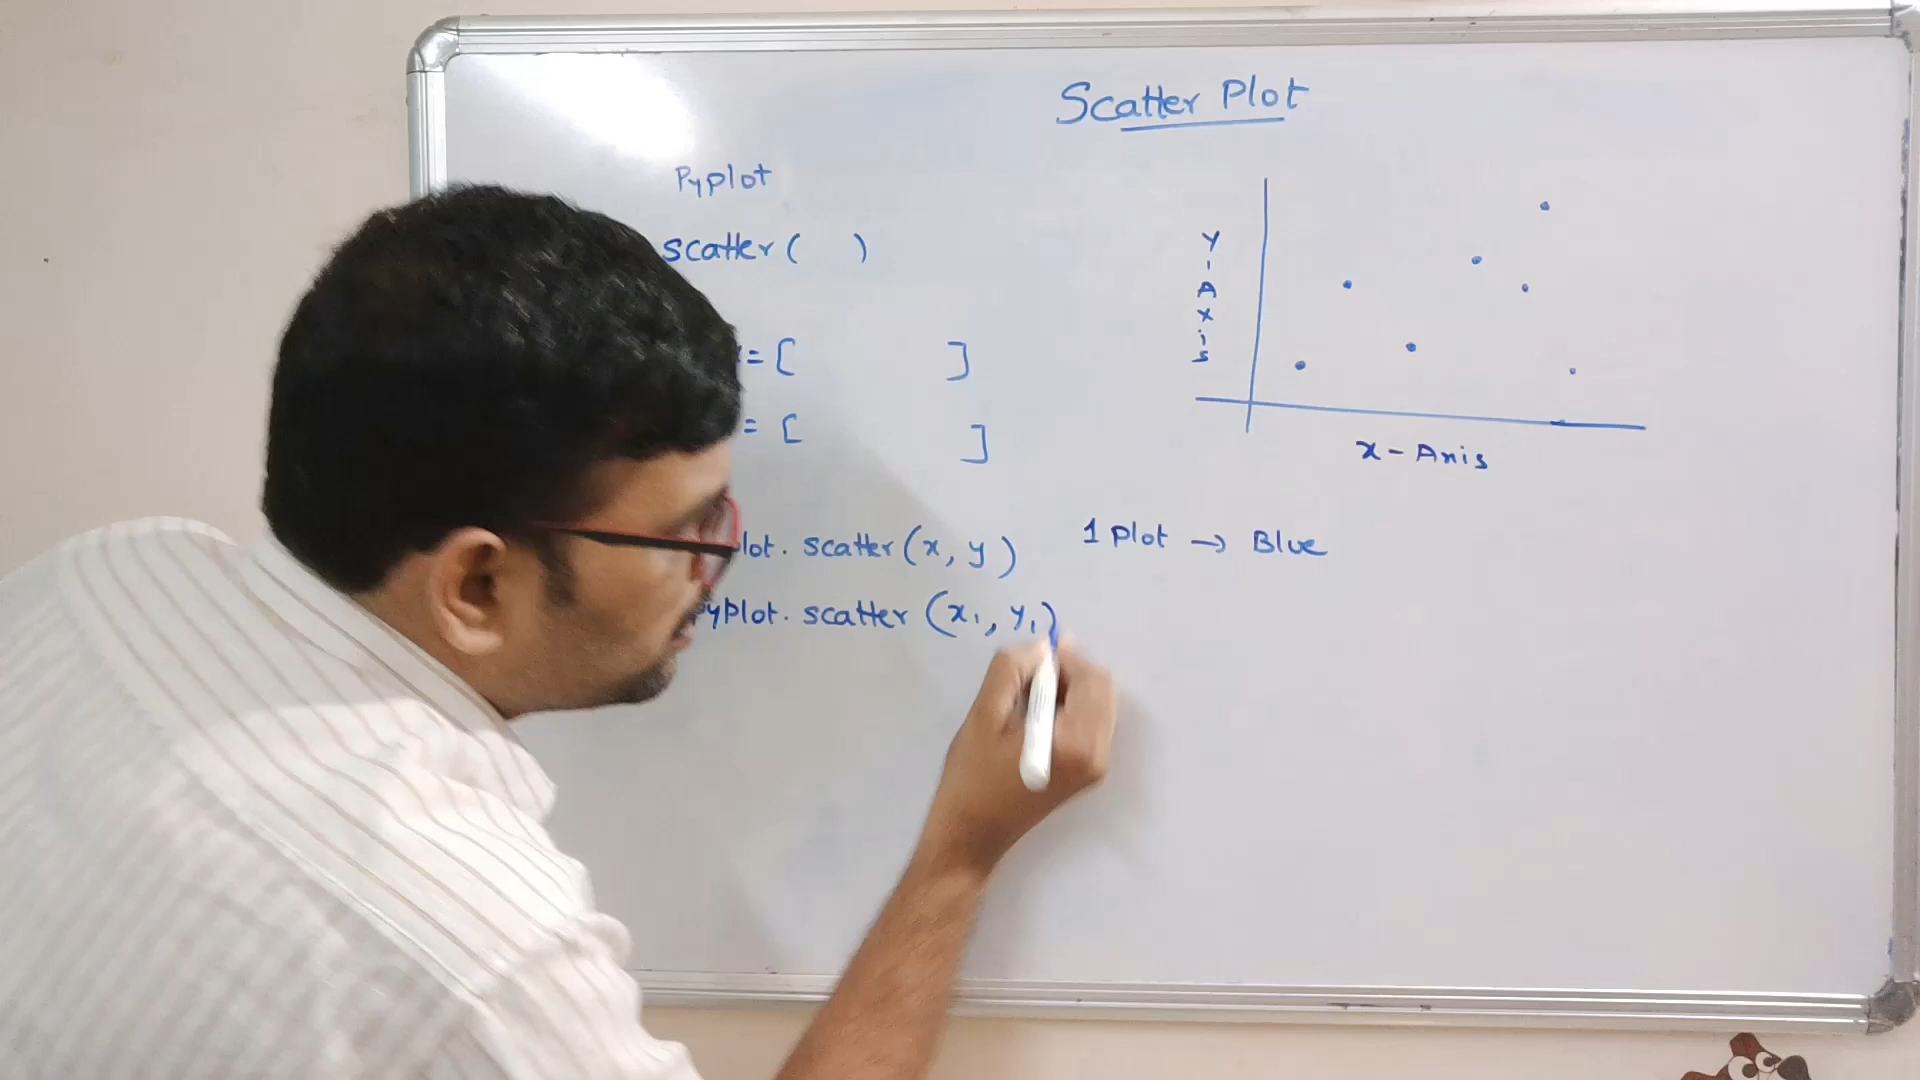 Scatter Plot
Pyplot
scatter( )
= [ ]
= [ ]
lot. scatter(x, y)
yplot. scatter (x₁, y₁)
Y-Axis
x-Axis
1 Plot → Blue